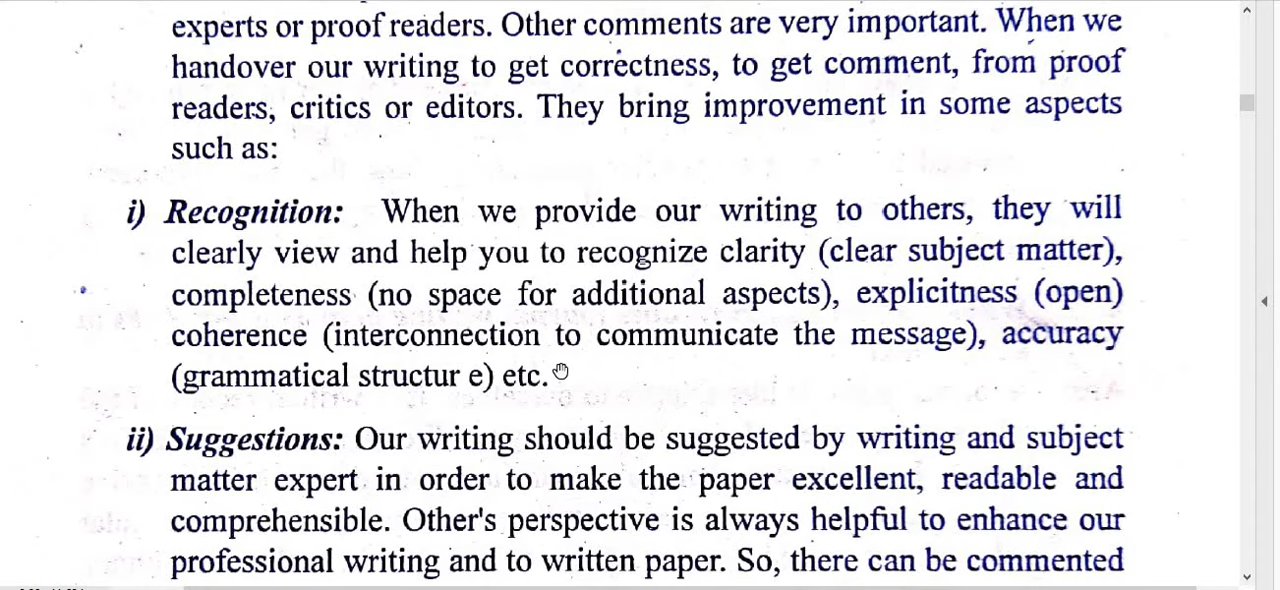 experts or proof readers. Other comments are very important. When we
handover our writing to get correctness, to get comment, from proof
readers, critics or editors. They bring improvement in some aspects
such as:
i) Recognition: When we provide our writing to others, they will
clearly view and help you to recognize clarity (clear subject matter),
completeness (no space for additional aspects), explicitness (open)
coherence (interconnection to communicate the message), accuracy
(grammatical structur e) etc.
ii) Suggestions: Our writing should be suggested by writing and subject
matter expert in order to make the paper excellent, readable and
comprehensible. Other's perspective is always helpful to enhance our
professional writing and to written paper. So, there can be commented